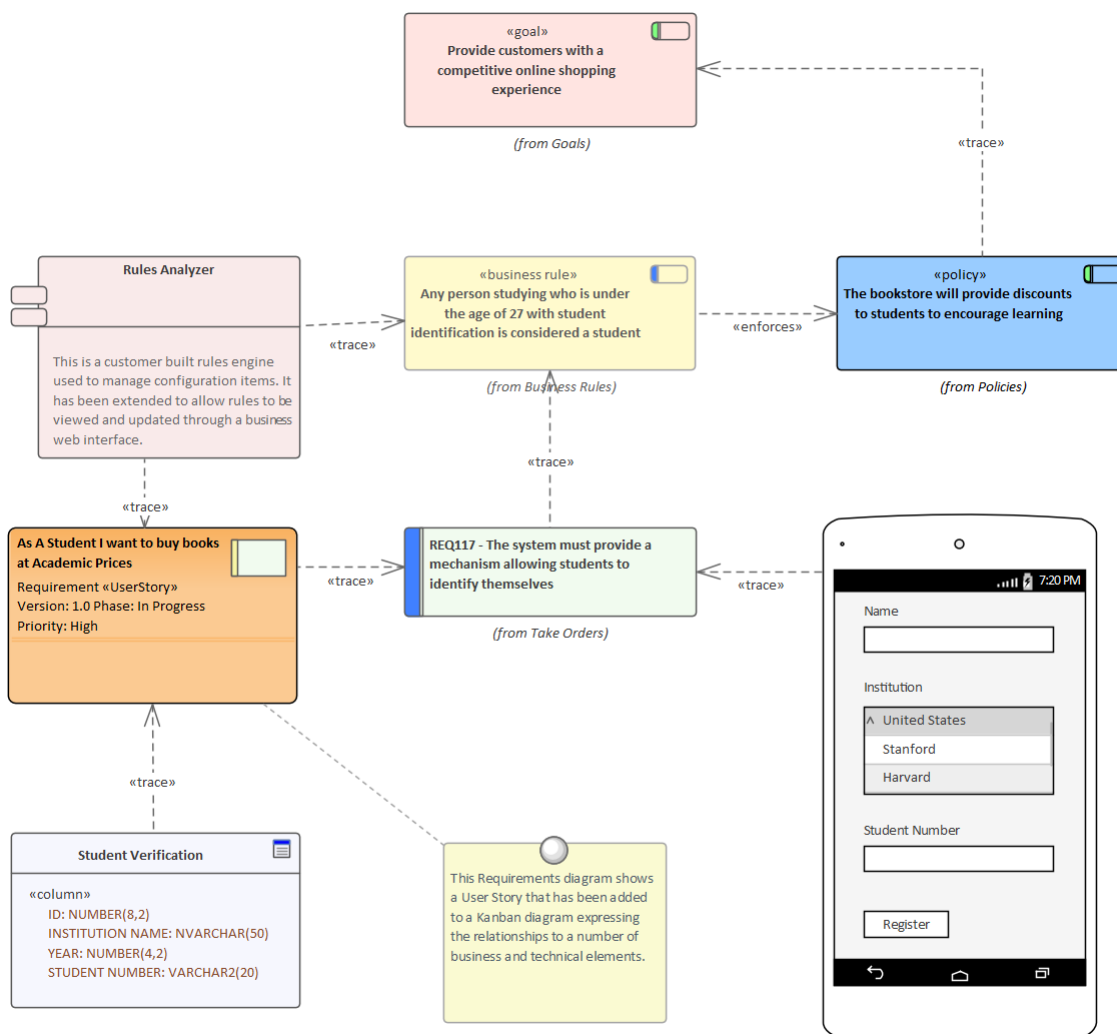 «goal»
Provide customers with a
competitive online shopping
experience
(from Goals)
«trace»
Rules Analyzer
This is a customer built rules engine
used to manage configuration items. It
has been extended to allow rules to be
viewed and updated through a business
web interface.
«trace»
«business rule»
Any person studying who is under
the age of 27 with student
identification is considered a student
(from Business Rules)
«enforces»
«policy»
The bookstore will provide discounts
to students to encourage learning
(from Policies)
«trace»
«trace»
As A Student I want to buy books
at Academic Prices
Requirement «UserStory»
Version: 1.0 Phase: In Progress
Priority: High
«trace»
REQ117 - The system must provide a
mechanism allowing students to
identify themselves
(from Take Orders)
«trace»
7:20 PM
Name
Institution
United States
Stanford
Harvard
Student Number
Register
«trace»
Student Verification
«column»
ID: NUMBER(8,2)
INSTITUTION NAME: NVARCHAR(50)
YEAR: NUMBER(4,2)
STUDENT NUMBER: VARCHAR2(20)
This Requirements diagram shows
a User Story that has been added
to a Kanban diagram expressing
the relationships to a number of
business and technical elements.